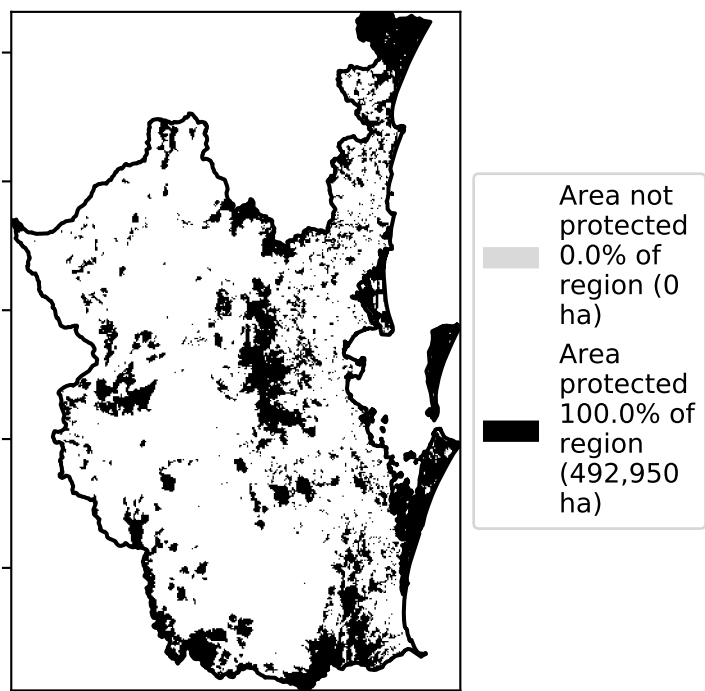 Area not
protected
0.0% of
region (0
ha)
Area
protected
100.0% of
region
(492,950
ha)